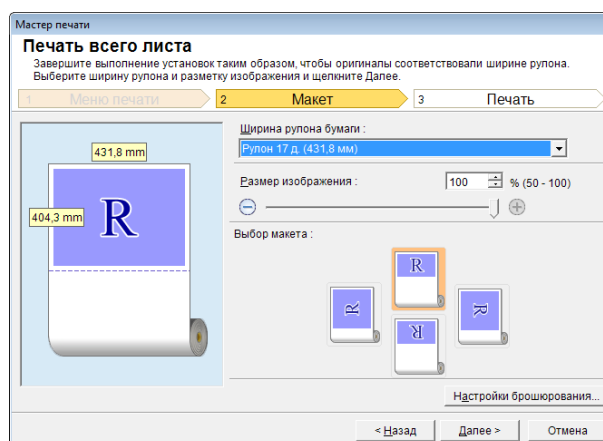 Мастер печати
Печать всего листа
Завершите выполнение установок таким образом, чтобы оригиналы соответствовали ширине рулона.
Выберите ширину рулона и разметку изображения и щелкните Далее.
1 Меню печати 2 Макет 3 Печать
431,8 mm
404,3 mm
R
Ширина рулона бумаги :
Рулон 17 д. (431,8 мм)
Размер изображения : 100 % (50 - 100)
Выбор макета :
R
R
R
R
Настройки брошюрования...
< Назад Далее > Отмена